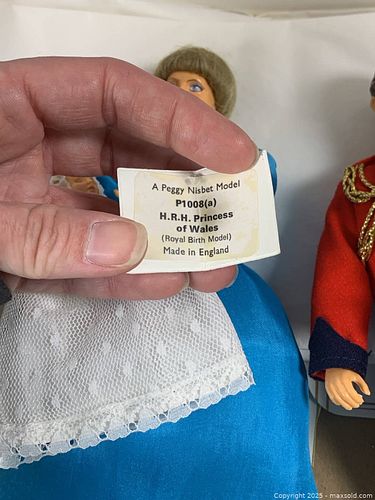 A Peggy Nisbet Model
P1008(a)
H.R.H. Princess
of Wales
(Royal Birth Model)
Made in England
Copyright 2025 - maxsold.com